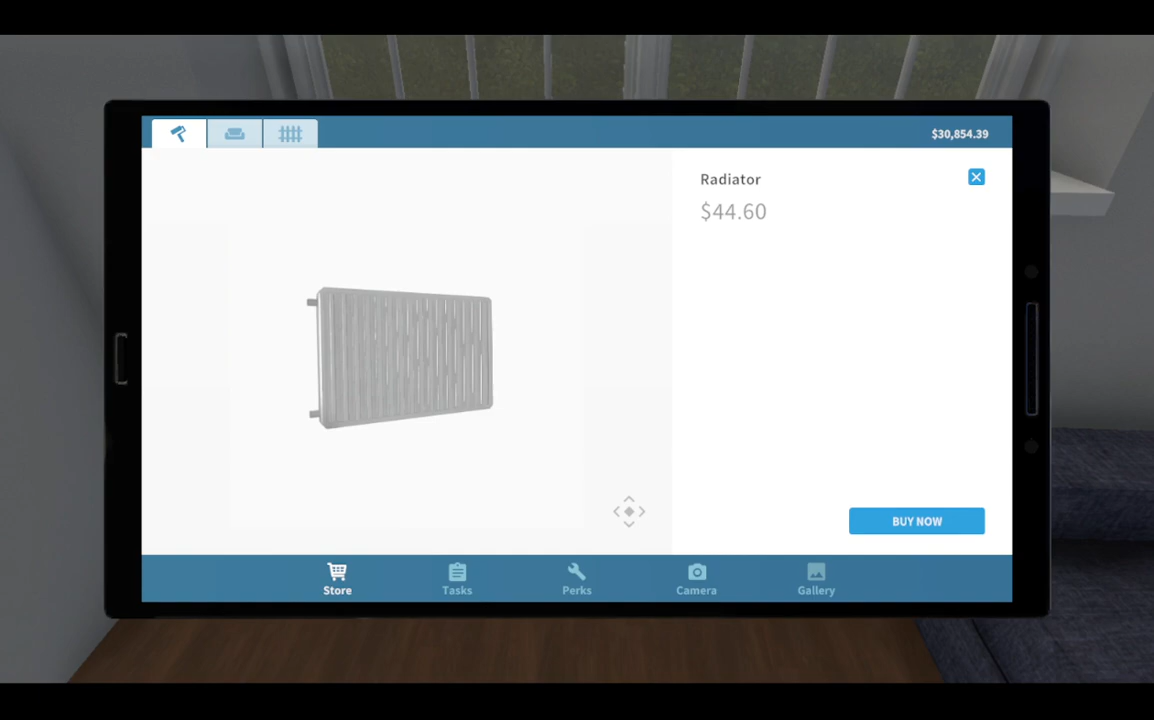 $30,854.39
Radiator
$44.60
BUY NOW
Store
Tasks
Perks
Camera
Gallery